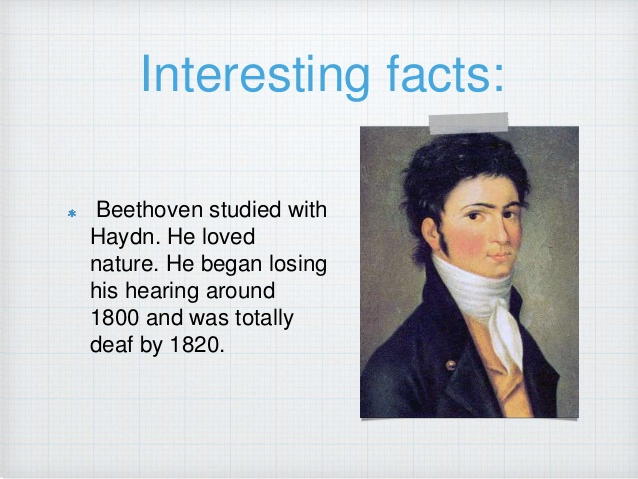 Interesting facts:
Beethoven studied with
Haydn. He loved
nature. He began losing
his hearing around
1800 and was totally
deaf by 1820.